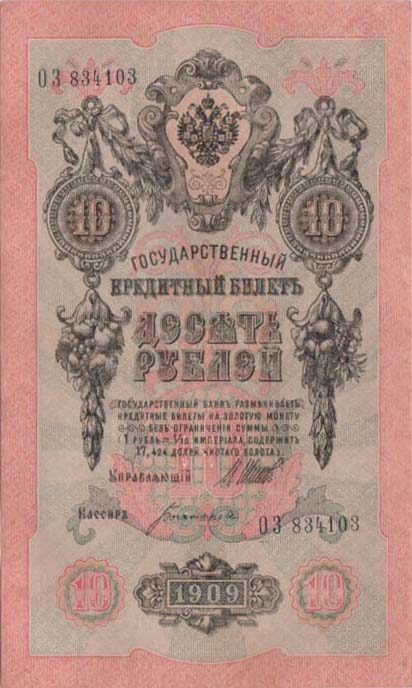 ОЗ 834103
10 10
ГОСУДАРСТВЕННЫЙ
КРЕДИТНЫЙ БИЛЕТЪ
ДЕСЯТЬ
РУБЛЕЙ
ГОСУДАРСТВЕННЫЙ БАНКЪ РАЗМѢНИВАЕТЪ
КРЕДИТНЫЕ БИЛЕТЫ НА ЗОЛОТУЮ МОНЕТУ
БЕЗЪ ОГРАНИЧЕНІЯ СУММЫ
(1 РУБЛЬ = 1/15 ИМПЕРІАЛА, СОДЕРЖИТЪ
17,424 ДОЛЕЙ ЧИСТАГО ЗОЛОТА).
УПРАВЛЯЮЩІЙ
КАССИРЪ
ОЗ 834103
10 1909 10